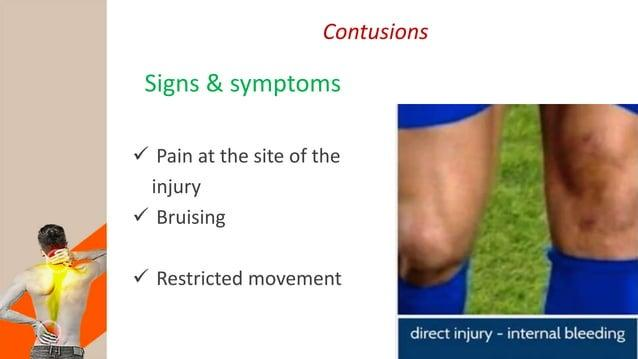 Contusions
Signs & symptoms
✓ Pain at the site of the
injury
✓ Bruising
✓ Restricted movement
direct injury - internal bleeding